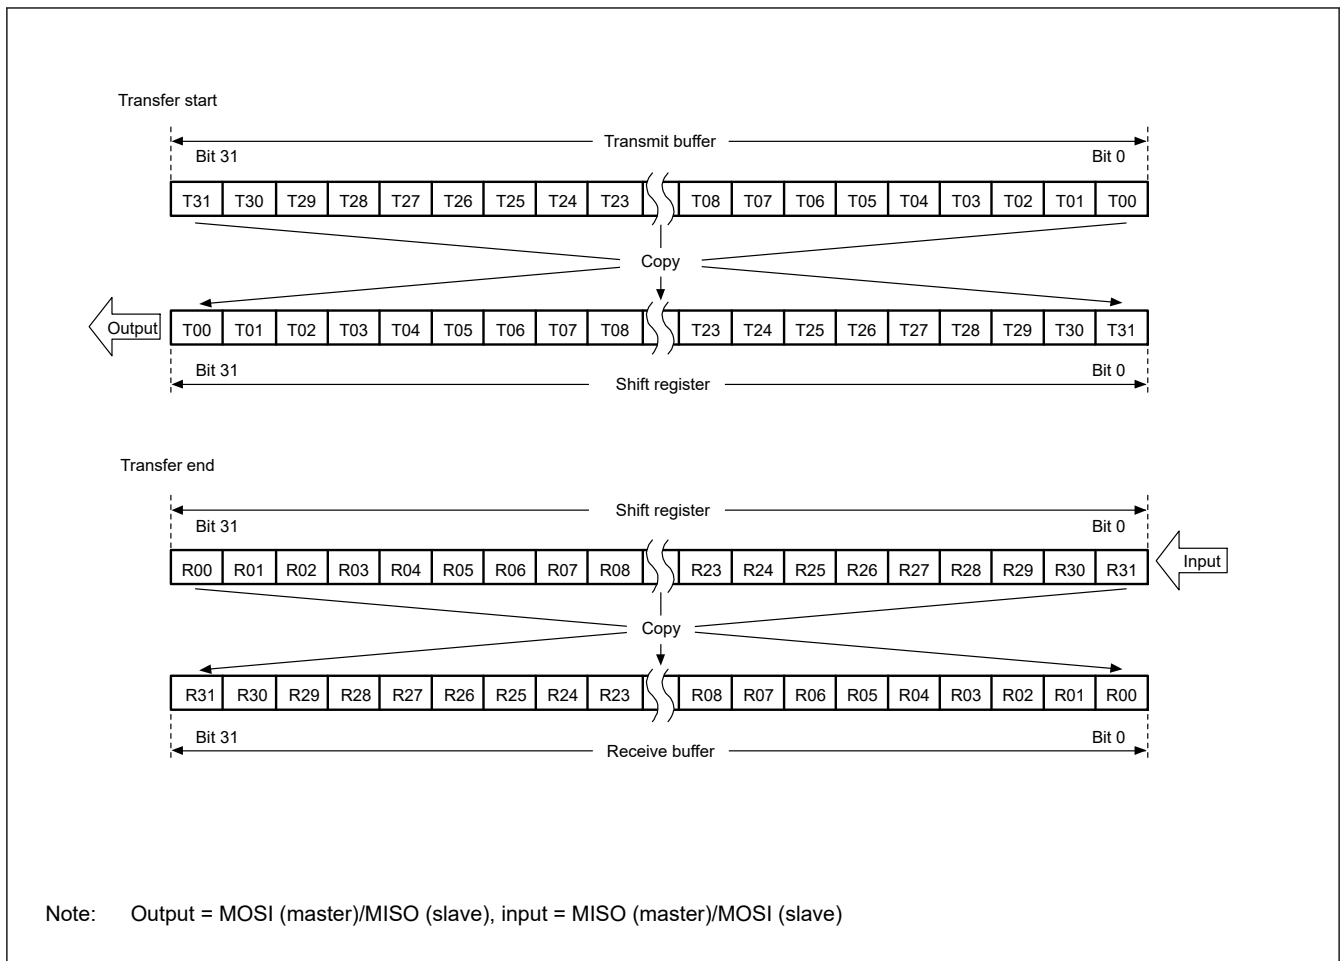 Transfer start
Transmit buffer
Bit 31 Bit 0
T31 T30 T29 T28 T27 T26 T25 T24 T23 T08 T07 T06 T05 T04 T03 T02 T01 T00
Copy
Output T00 T01 T02 T03 T04 T05 T06 T07 T08 T23 T24 T25 T26 T27 T28 T29 T30 T31
Bit 31 Bit 0
Shift register
Transfer end
Shift register
Bit 31 Bit 0
R00 R01 R02 R03 R04 R05 R06 R07 R08 R23 R24 R25 R26 R27 R28 R29 R30 R31 Input
Copy
R31 R30 R29 R28 R27 R26 R25 R24 R23 R08 R07 R06 R05 R04 R03 R02 R01 R00
Bit 31 Bit 0
Receive buffer
Note: Output = MOSI (master)/MISO (slave), input = MISO (master)/MOSI (slave)